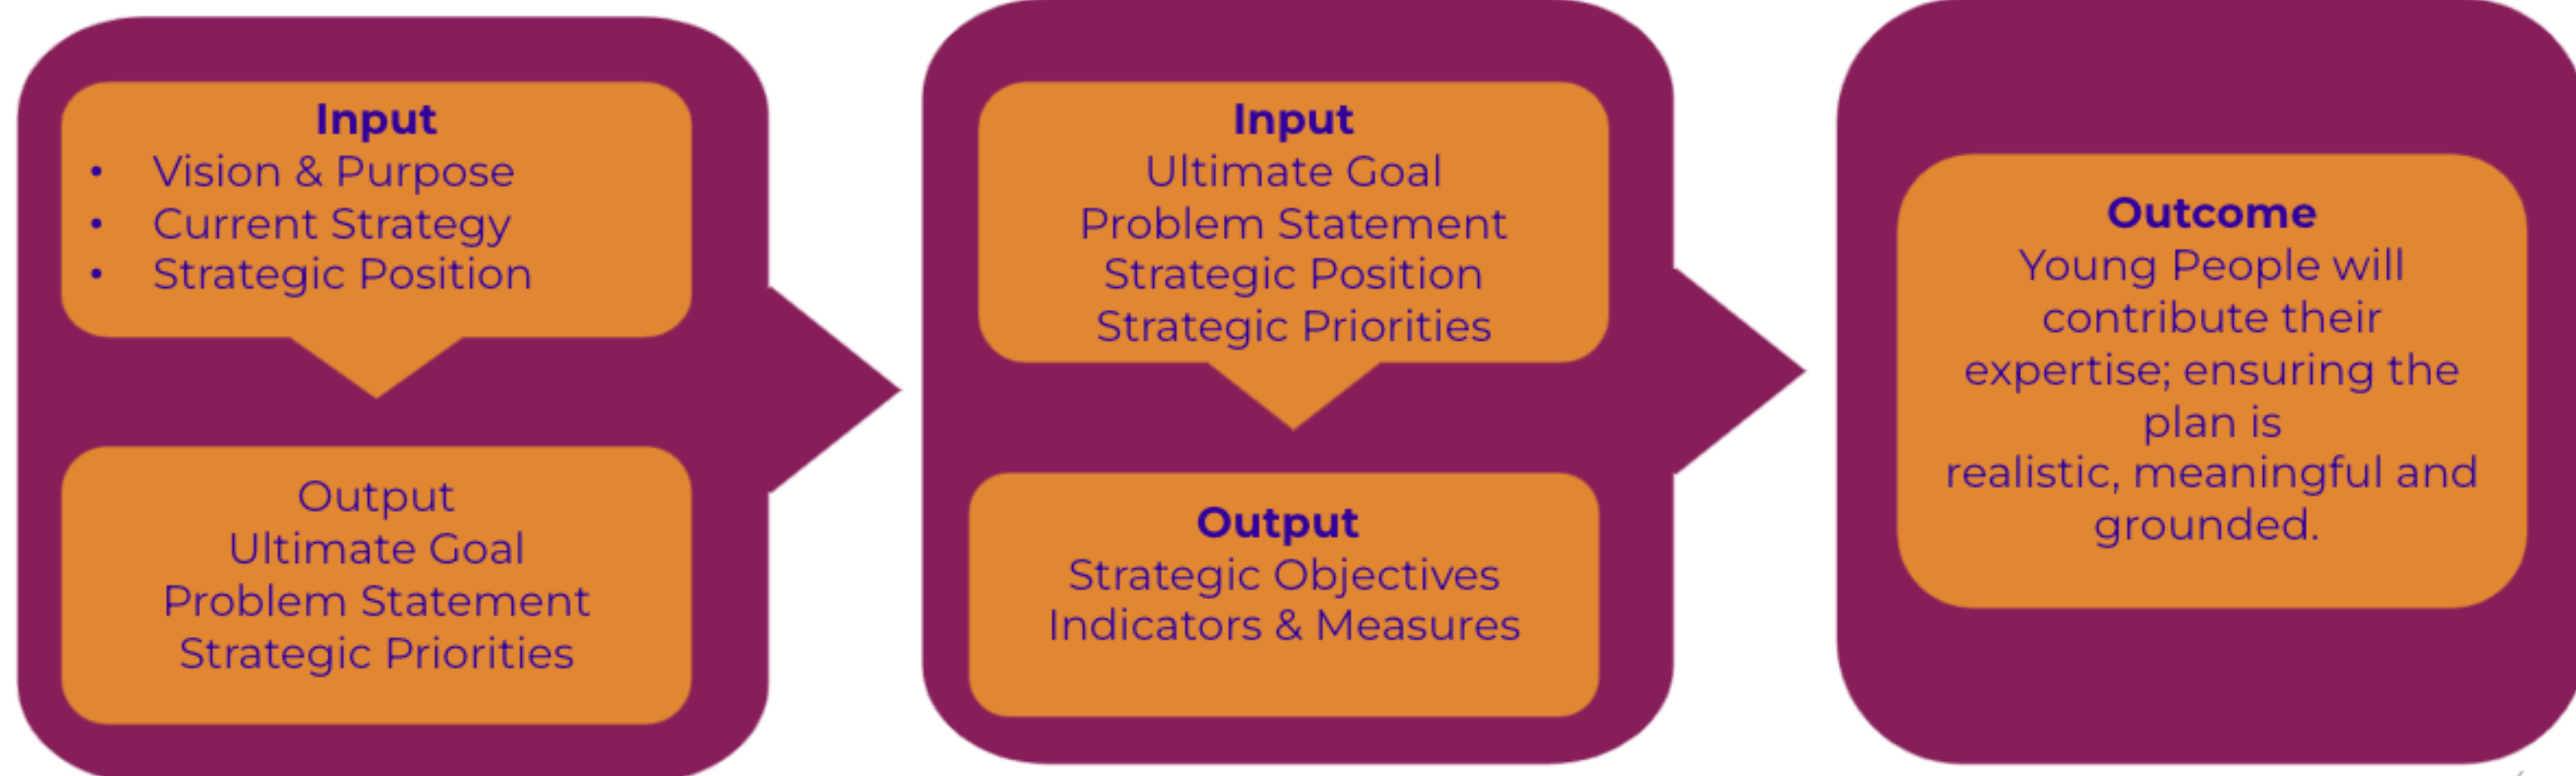 Input
• Vision & Purpose
• Current Strategy
• Strategic Position
Output
Ultimate Goal
Problem Statement
Strategic Priorities
Input
Ultimate Goal
Problem Statement
Strategic Position
Strategic Priorities
Output
Strategic Objectives
Indicators & Measures
Outcome
Young People will
contribute their
expertise; ensuring the
plan is
realistic, meaningful and
grounded.